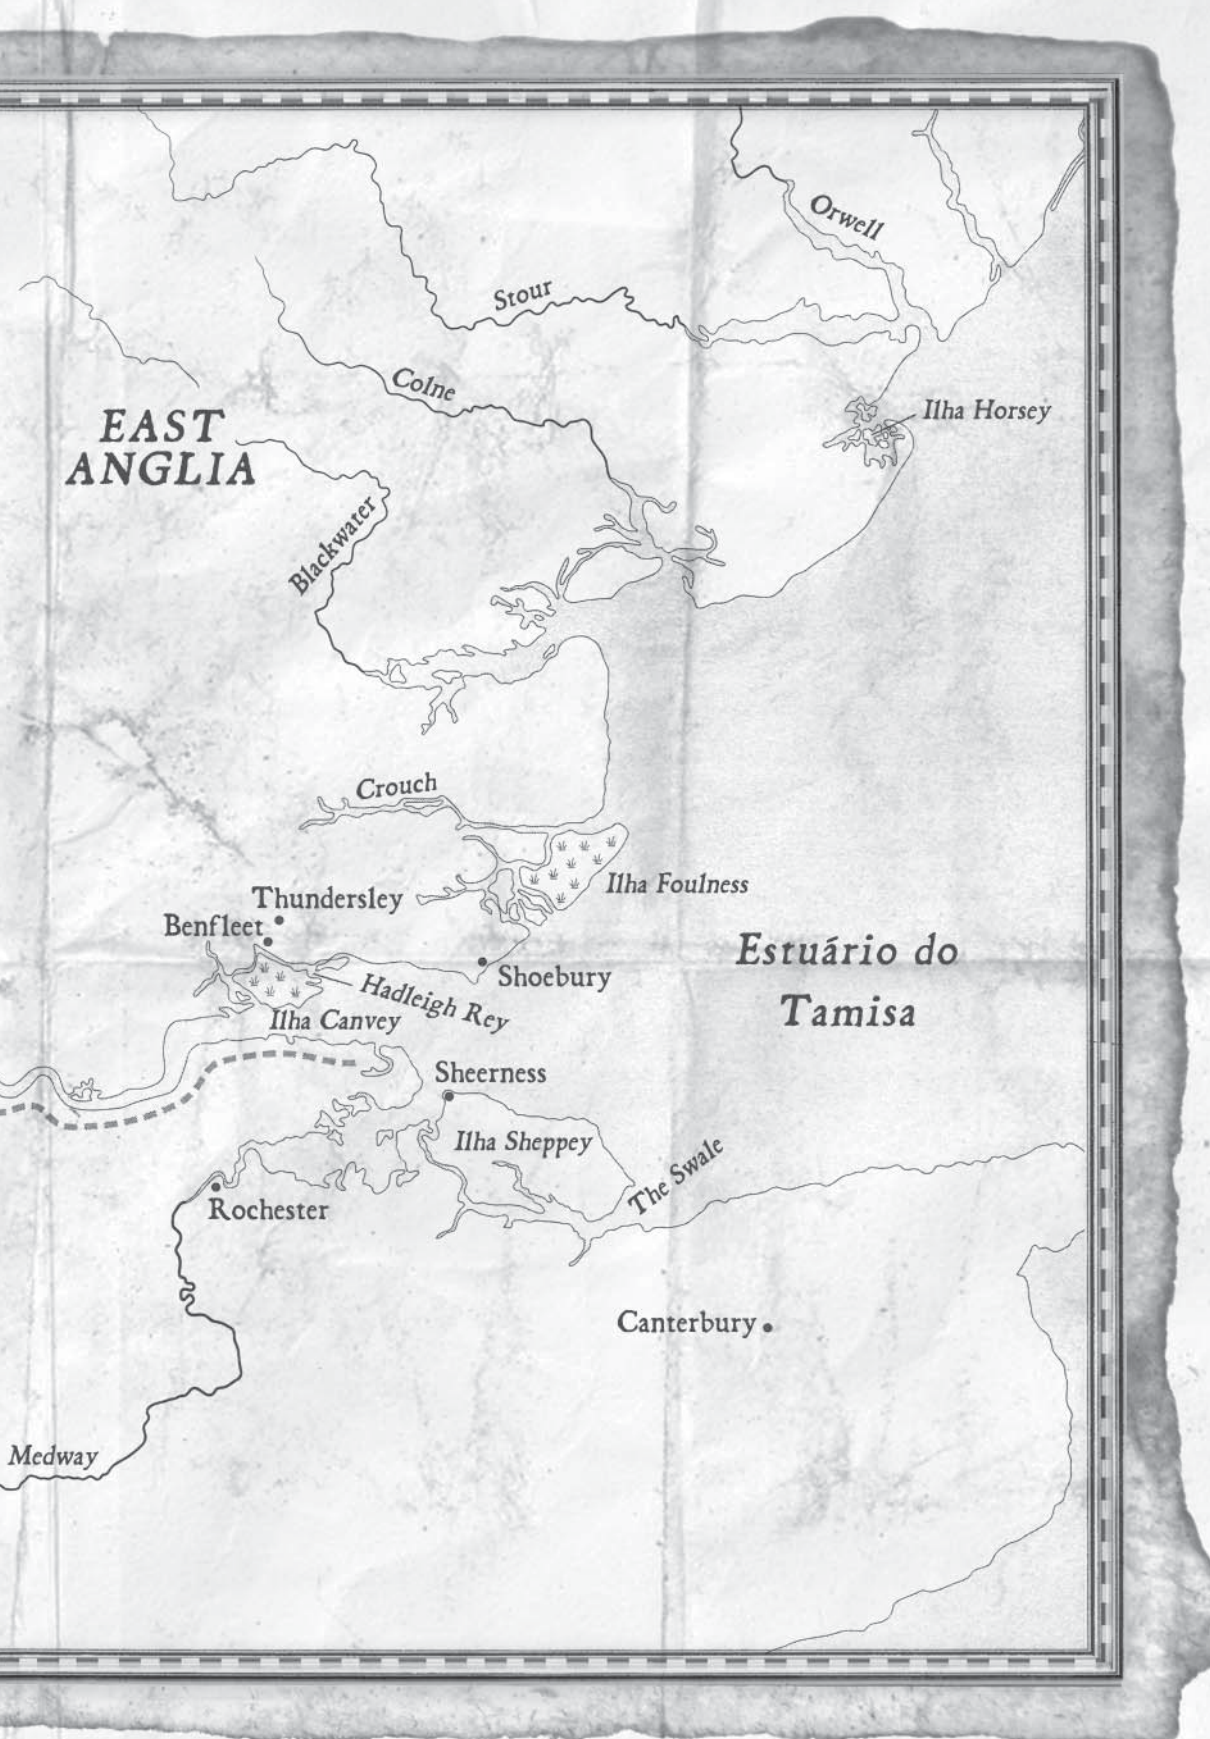 Orwell
Stour
Colne
Ilha Horsey
EAST
ANGLIA
Blackwater
Crouch
Ilha Foulness
Thundersley
Benfleet
Estuário do
Tamisa
Shoebury
Hadleigh Rey
Ilha Canvey
Sheerness
Ilha Sheppey
The Swale
Rochester
Canterbury
Medway